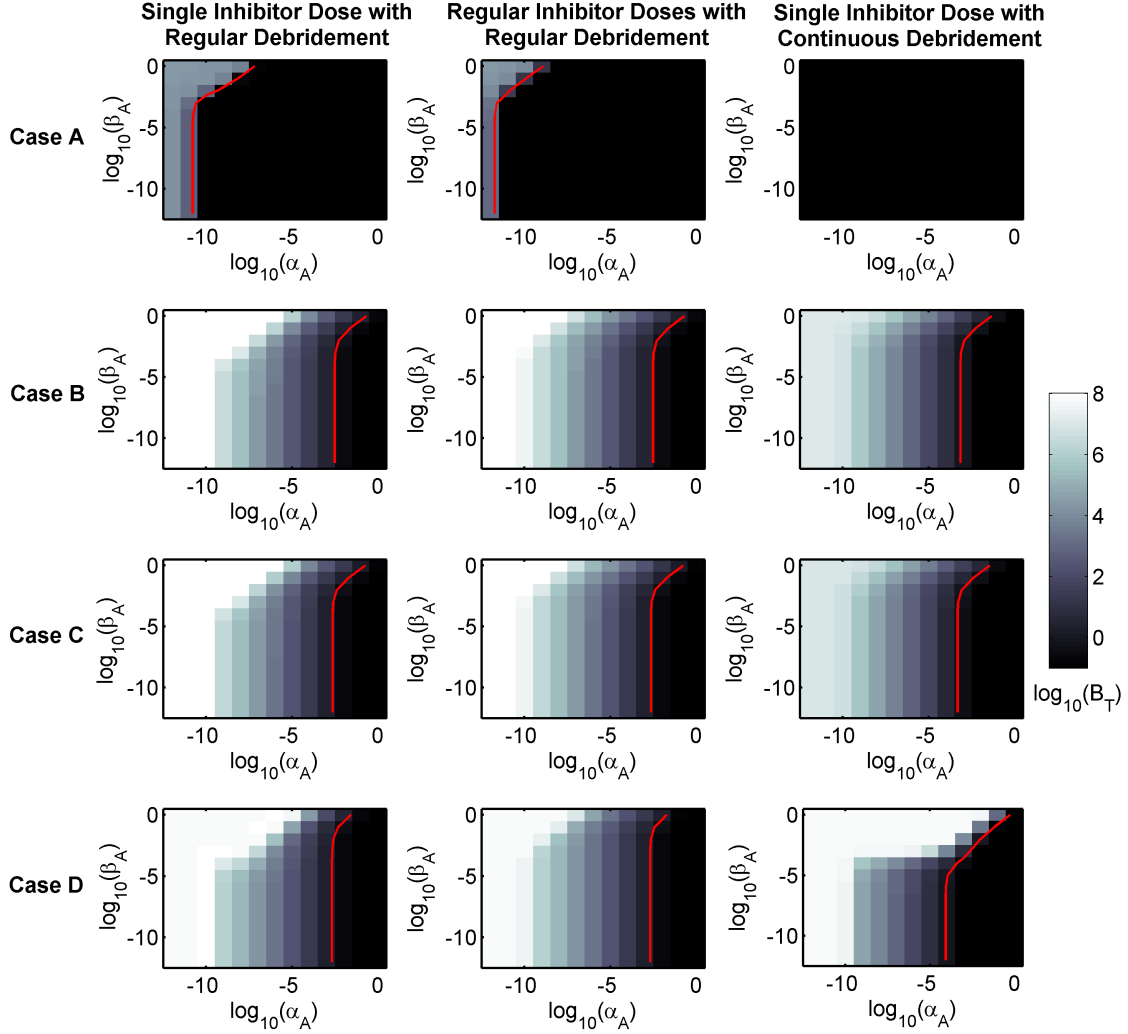 Single Inhibitor Dose with
Regular Debridement
Regular Inhibitor Doses with
Regular Debridement
Single Inhibitor Dose with
Continuous Debridement
Case A
log10(βA)
0
-5
-10
-10 -5 0
log10(αA)
log10(βA)
0
-5
-10
-10 -5 0
log10(αA)
log10(βA)
0
-5
-10
-10 -5 0
log10(αA)
Case B
log10(βA)
0
-5
-10
-10 -5 0
log10(αA)
log10(βA)
0
-5
-10
-10 -5 0
log10(αA)
log10(βA)
0
-5
-10
-10 -5 0
log10(αA)
8
6
4
2
0
log10(BT)
Case C
log10(βA)
0
-5
-10
-10 -5 0
log10(αA)
log10(βA)
0
-5
-10
-10 -5 0
log10(αA)
log10(βA)
0
-5
-10
-10 -5 0
log10(αA)
Case D
log10(βA)
0
-5
-10
-10 -5 0
log10(αA)
log10(βA)
0
-5
-10
-10 -5 0
log10(αA)
log10(βA)
0
-5
-10
-10 -5 0
log10(αA)